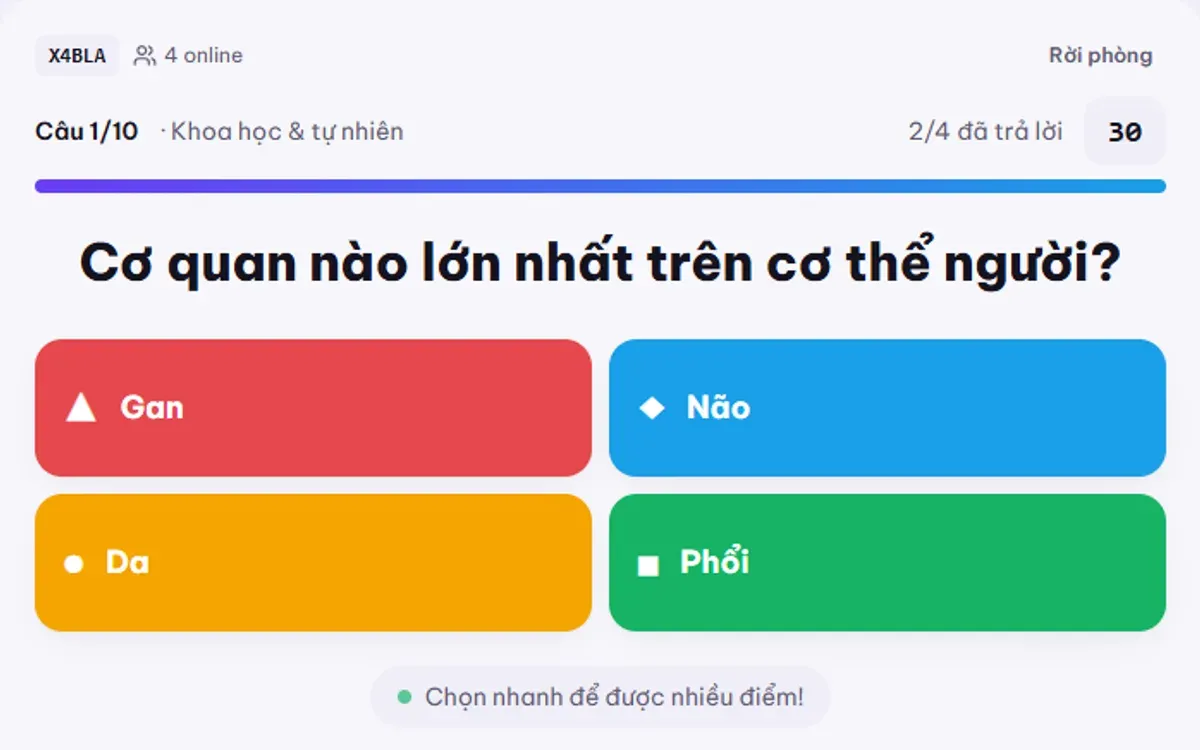 X4BLA 4 online Rời phòng
Câu 1/10 · Khoa học & tự nhiên 2/4 đã trả lời 30
Cơ quan nào lớn nhất trên cơ thể người?
Gan Não
Da Phổi
Chọn nhanh để được nhiều điểm!